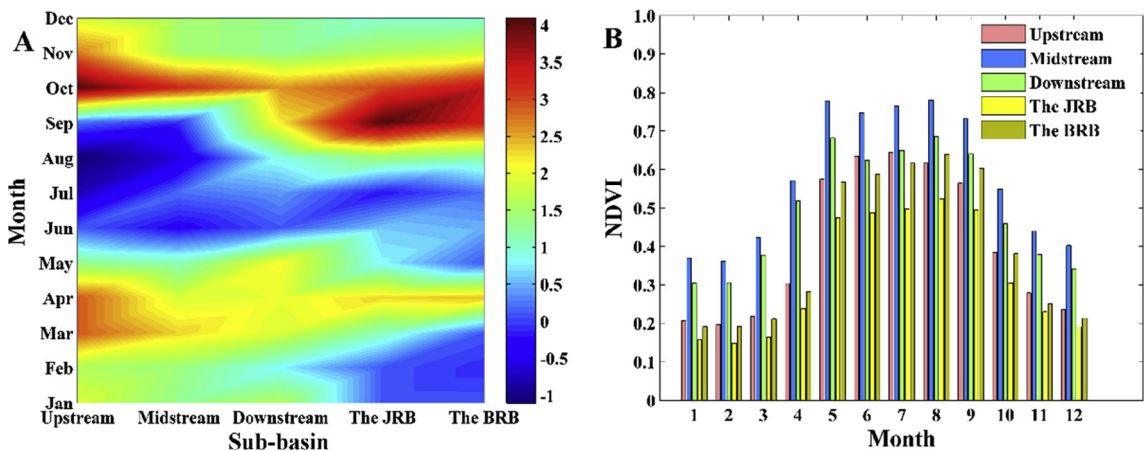 A
Month
Dec
Nov
Oct
Sep
Aug
Jul
Jun
May
Apr
Mar
Feb
Jan
Upstream Midstream Downstream The JRB The BRB
Sub-basin
4
3.5
3
2.5
2
1.5
1
0.5
0
-0.5
-1
B
NDVI
1.0
0.9
0.8
0.7
0.6
0.5
0.4
0.3
0.2
0.1
0
Upstream
Midstream
Downstream
The JRB
The BRB
1 2 3 4 5 6 7 8 9 10 11 12
Month